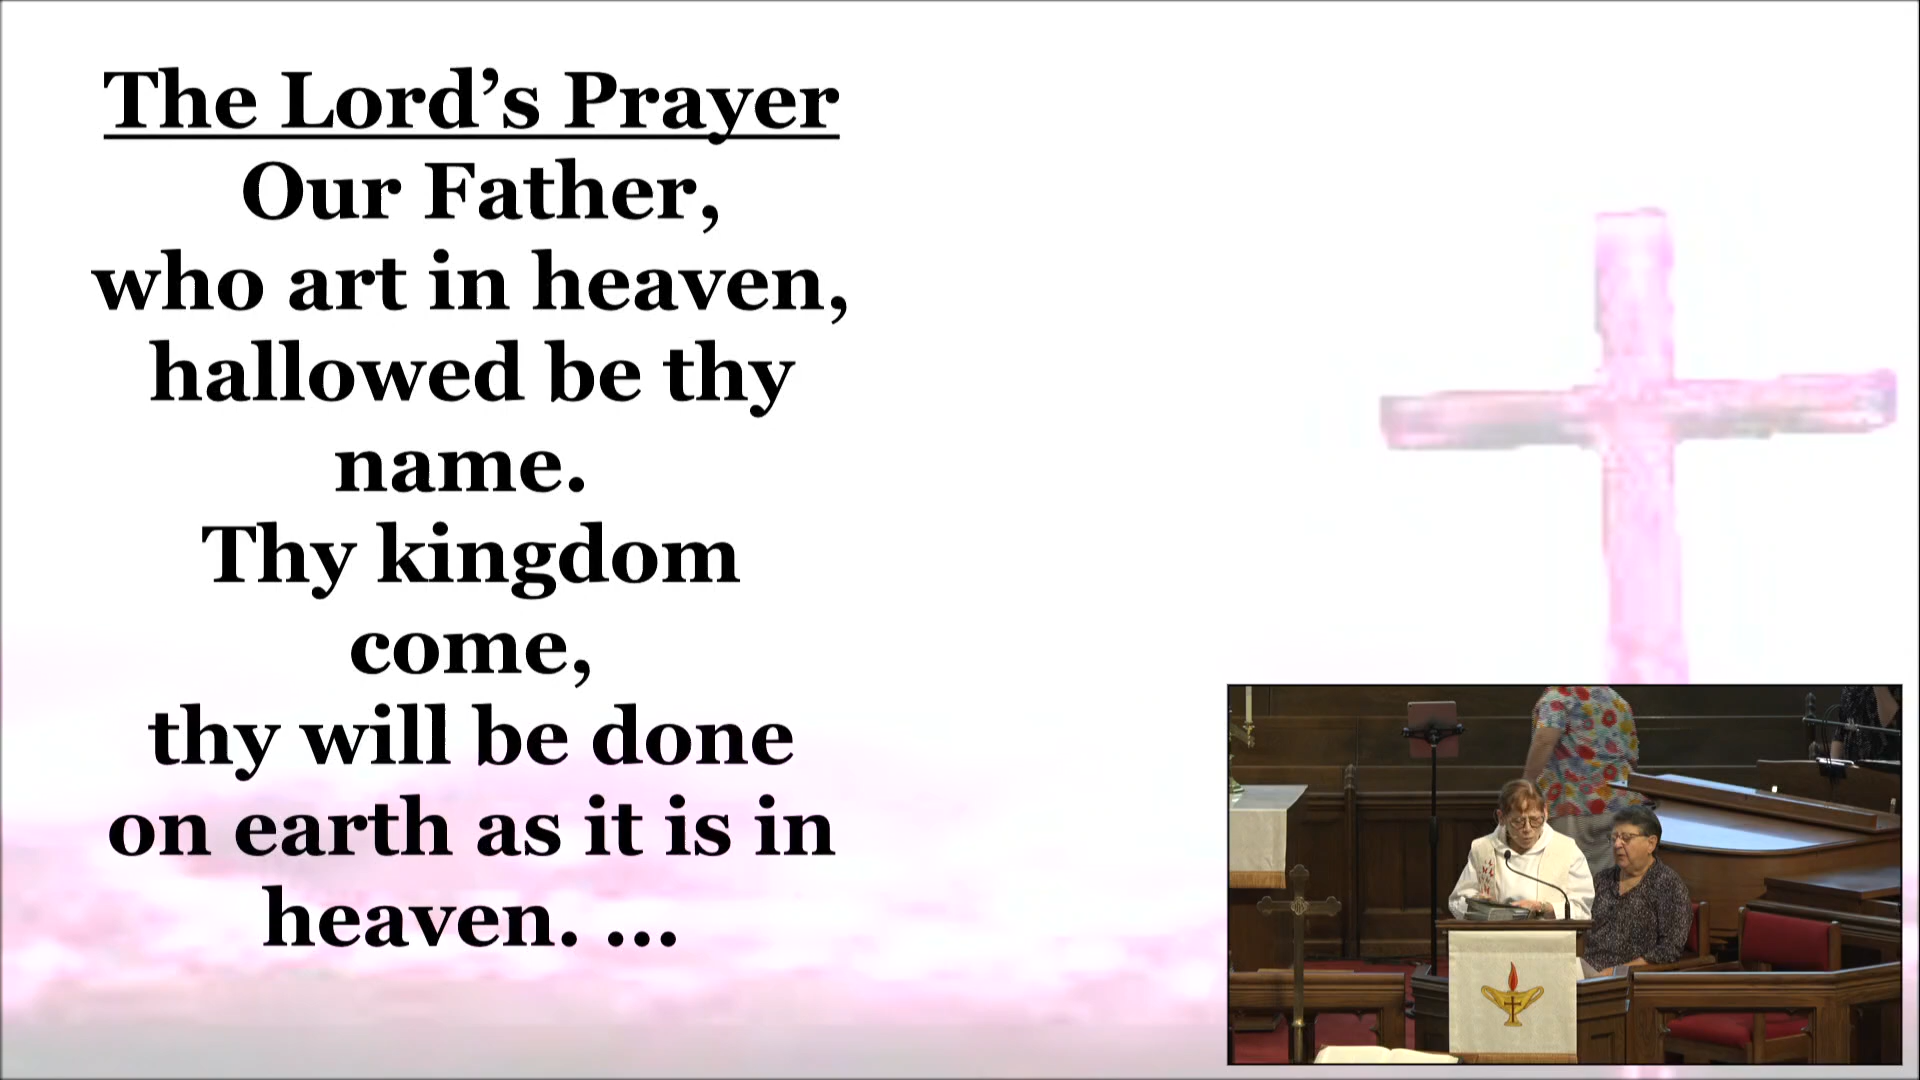 The Lord’s Prayer
Our Father,
who art in heaven,
hallowed be thy
name.
Thy kingdom
come,
thy will be done
on earth as it is in
heaven. ...